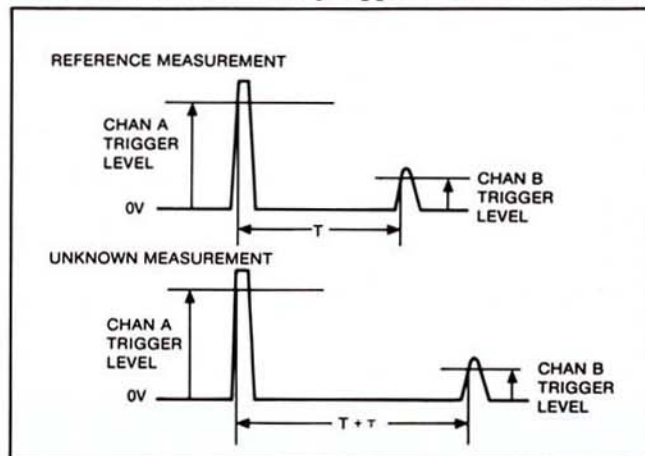 REFERENCE MEASUREMENT
CHAN A
TRIGGER
LEVEL
0V
CHAN B
TRIGGER
LEVEL
T
UNKNOWN MEASUREMENT
CHAN A
TRIGGER
LEVEL
0V
CHAN B
TRIGGER
LEVEL
T + τ